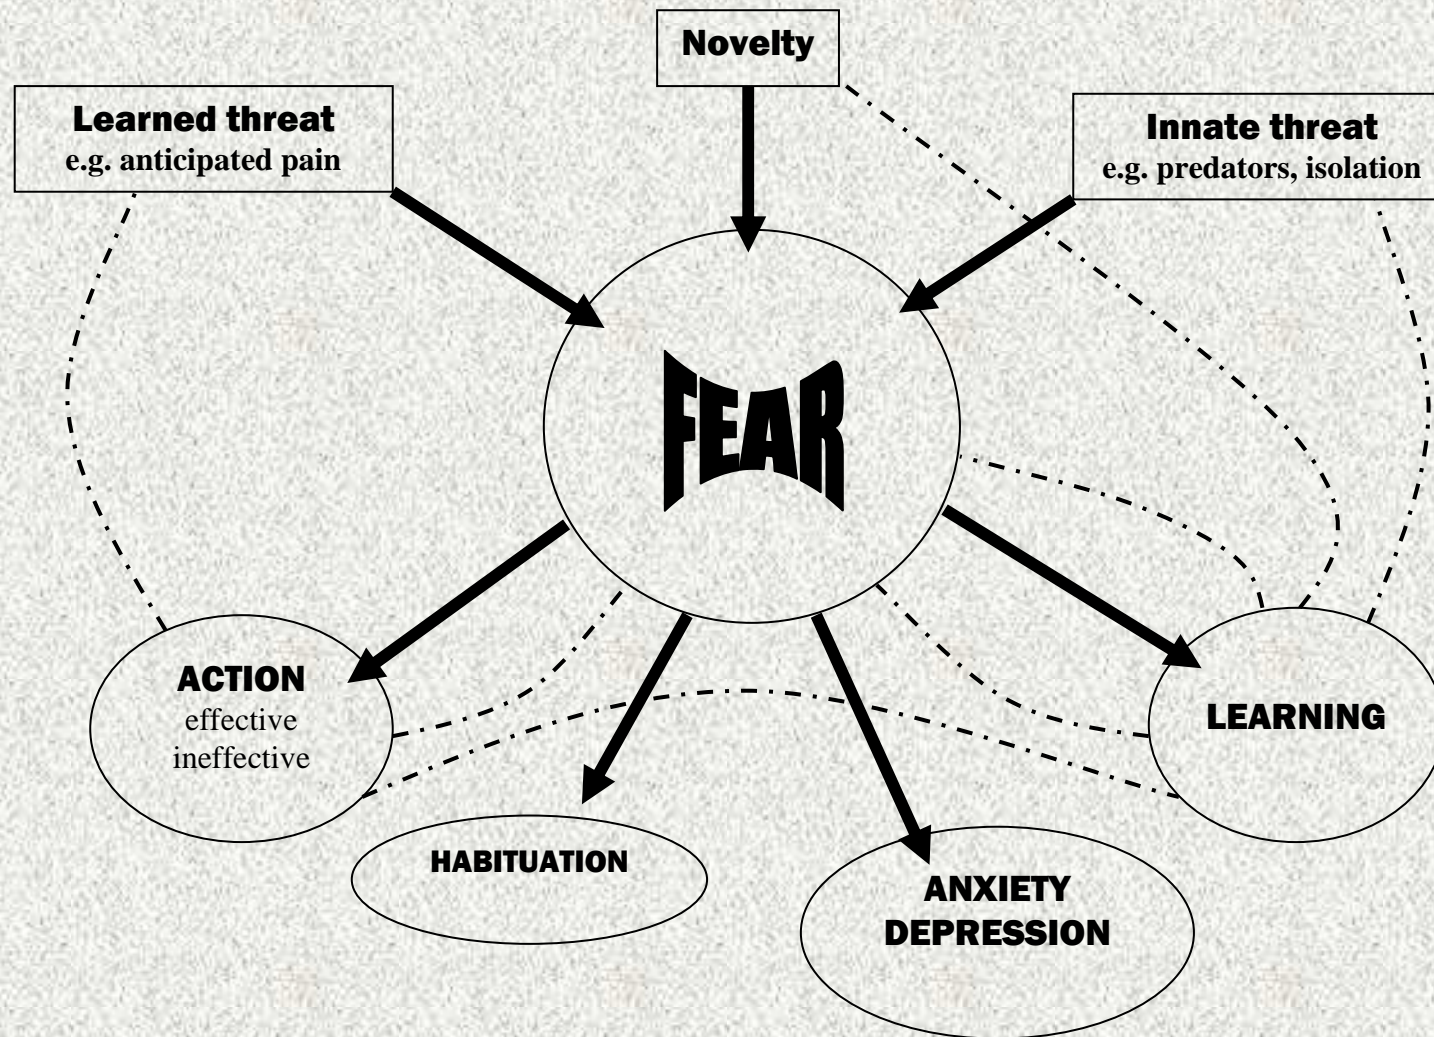 Novelty
Learned threat
e.g. anticipated pain
Innate threat
e.g. predators, isolation
FEAR
ACTION
effective
ineffective
LEARNING
HABITUATION
ANXIETY
DEPRESSION